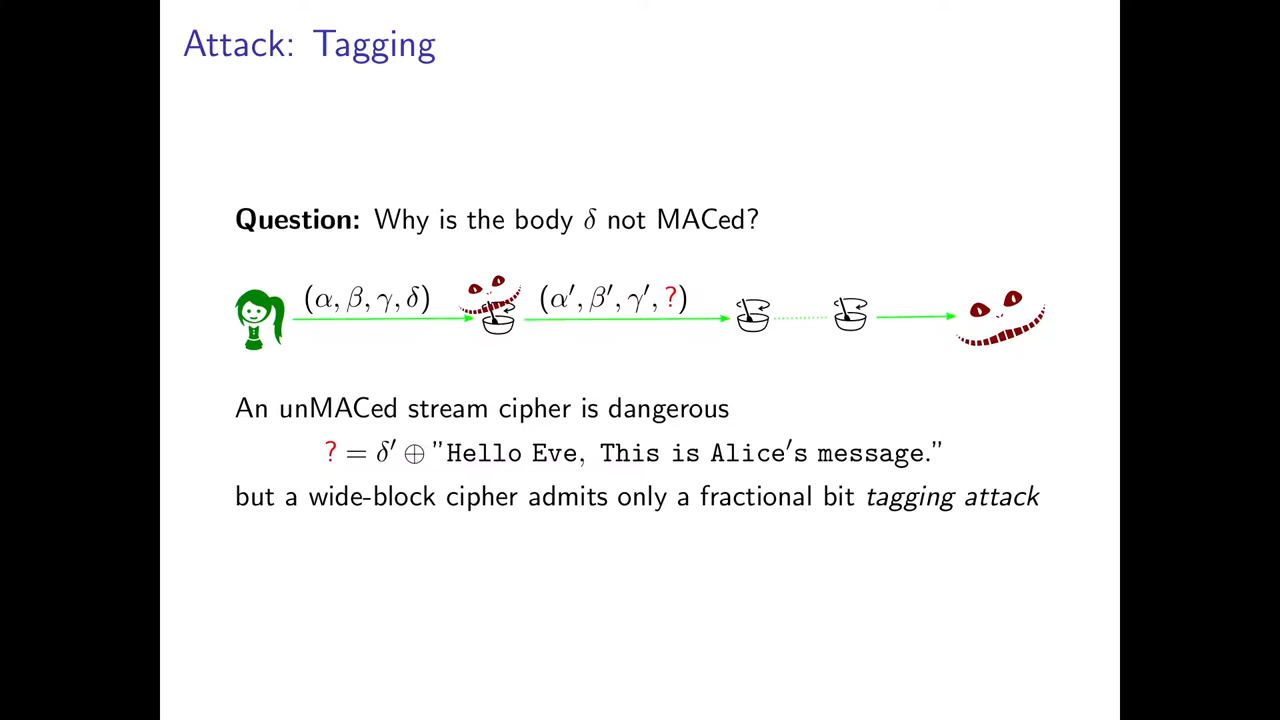 Attack: Tagging
Question: Why is the body δ not MACed?
(α, β, γ, δ) (α′, β′, γ′, ?)
An unMACed stream cipher is dangerous
? = δ′ ⊕ ”Hello Eve, This is Alice′s message.”
but a wide-block cipher admits only a fractional bit tagging attack